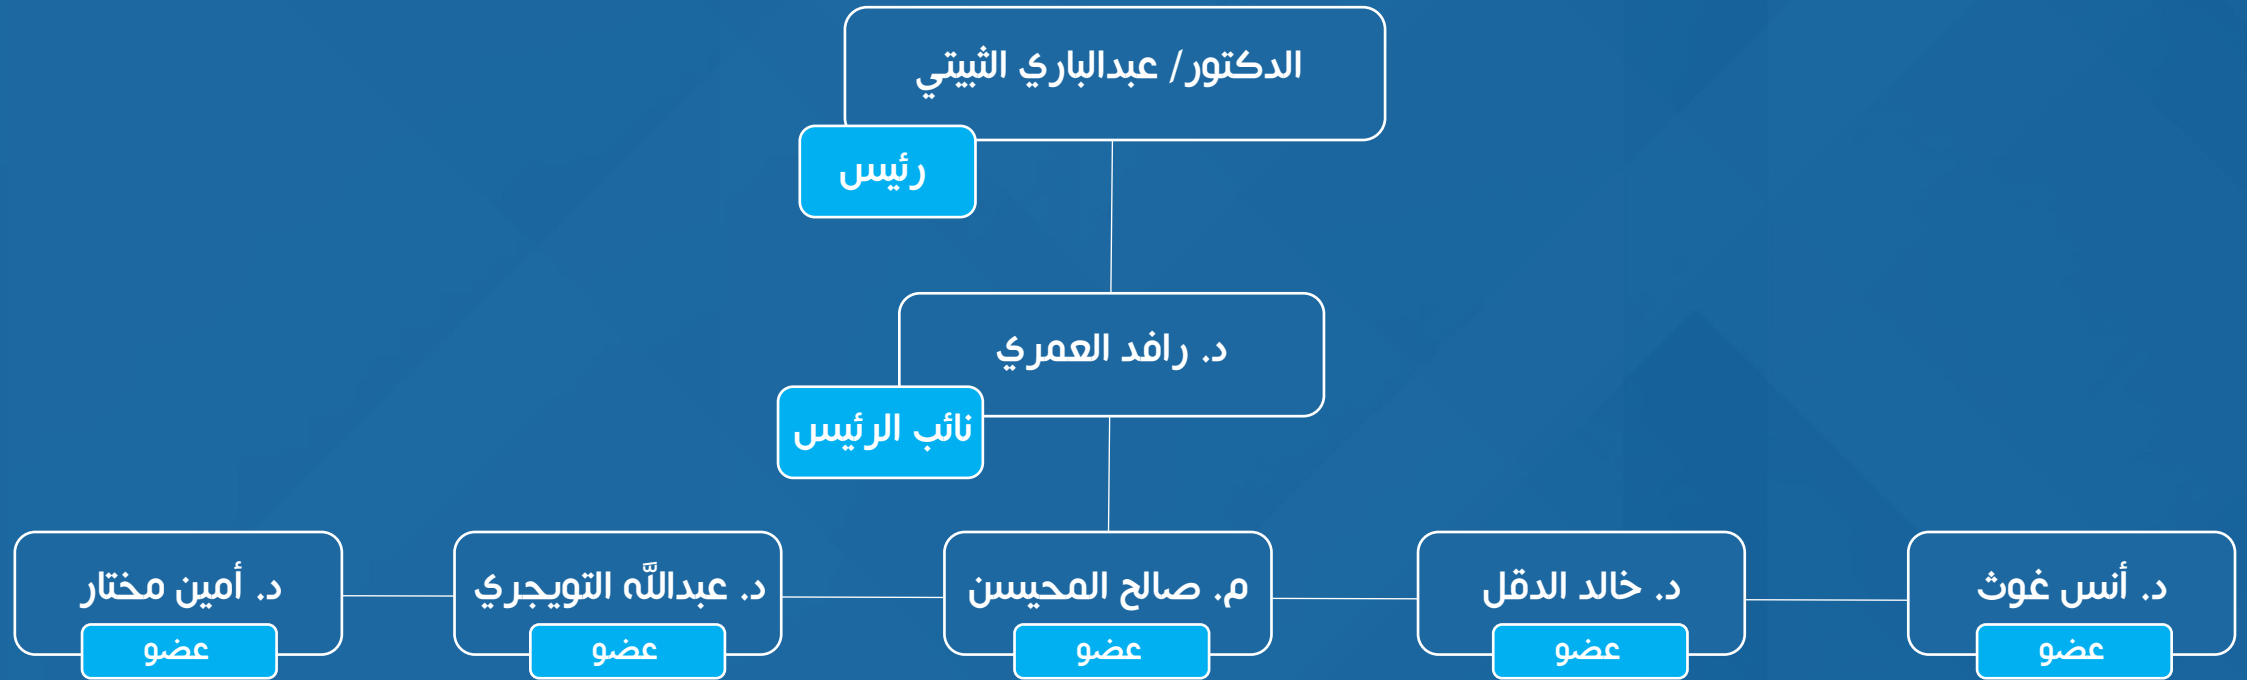 الدكتور/ عبدالباري الثبيتي
رئيس
د. رافد العمري
نائب الرئيس
د. أنس غوث
عضو
د. خالد الدقل
عضو
م. صالح المحيسن
عضو
د. عبدالله التويجري
عضو
د. أمين مختار
عضو